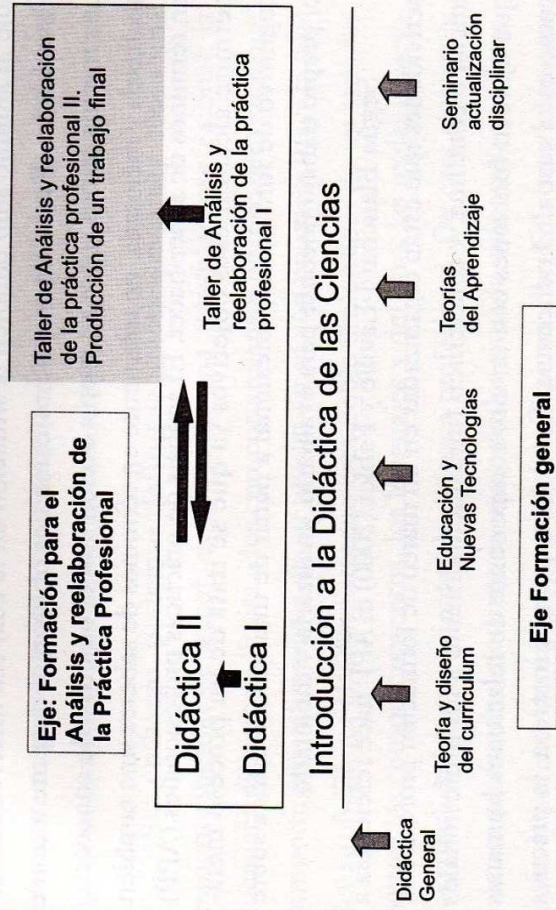 Eje: Formación para el
Análisis y reelaboración de
la Práctica Profesional
Taller de Análisis y reelaboración
de la práctica profesional II.
Producción de un trabajo final
Didáctica II
Didáctica I
Taller de Análisis y
reelaboración de la práctica
profesional I
Introducción a la Didáctica de las Ciencias
Didáctica
General
Teoría y diseño
del curriculum
Educación y
Nuevas Tecnologías
Teorías
del Aprendizaje
Seminario
actualización
disciplinar
Eje Formación general